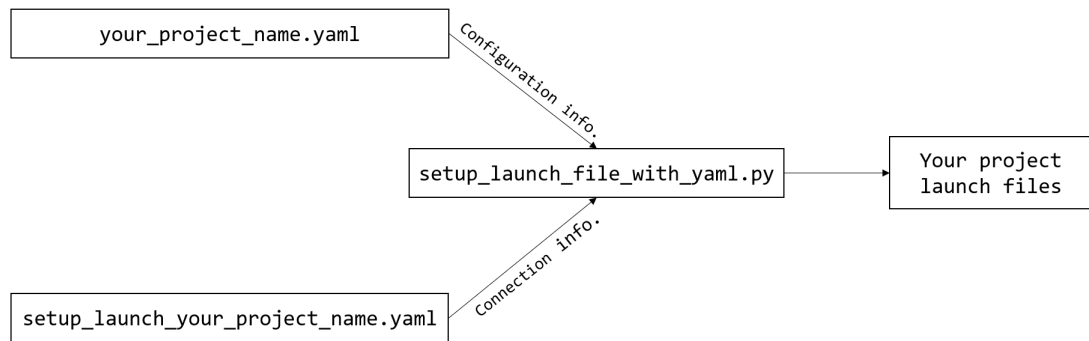 your_project_name.yaml
Configuration info.
setup_launch_file_with_yaml.py
Your project
launch files
Connection info.
setup_launch_your_project_name.yaml